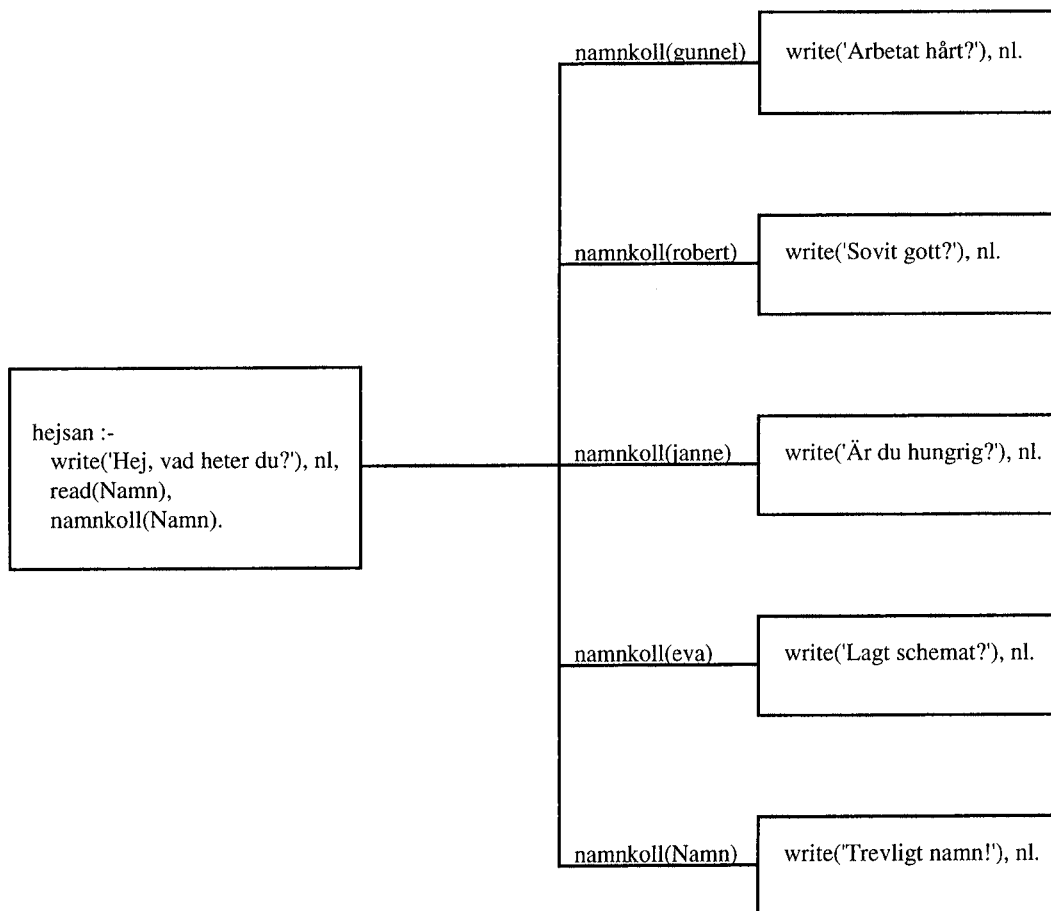 namnkoll(gunnel)
write('Arbetat hårt?'), nl.
namnkoll(robert)
write('Sovit gott?'), nl.
hejsan :-
write('Hej, vad heter du?'), nl,
read(Namn),
namnkoll(Namn).
namnkoll(janne)
write('Är du hungrig?'), nl.
namnkoll(eva)
write('Lagt schemat?'), nl.
namnkoll(Namn)
write('Trevligt namn!'), nl.